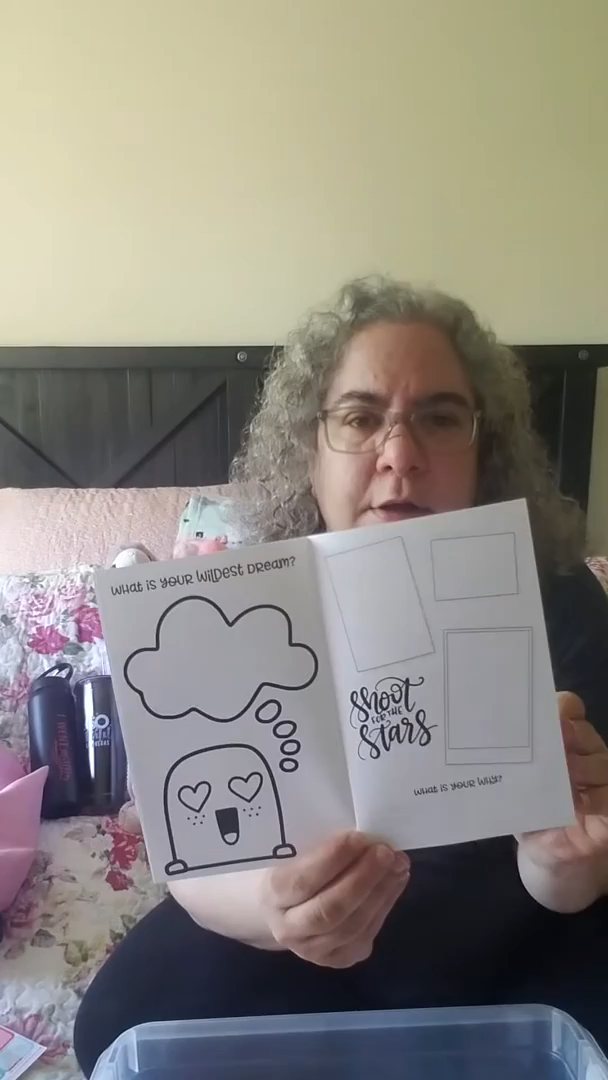 WHAT IS YOUR WILDEST DREAM?
Shoot
FOR THE
Stars
WHAT IS YOUR WHY?